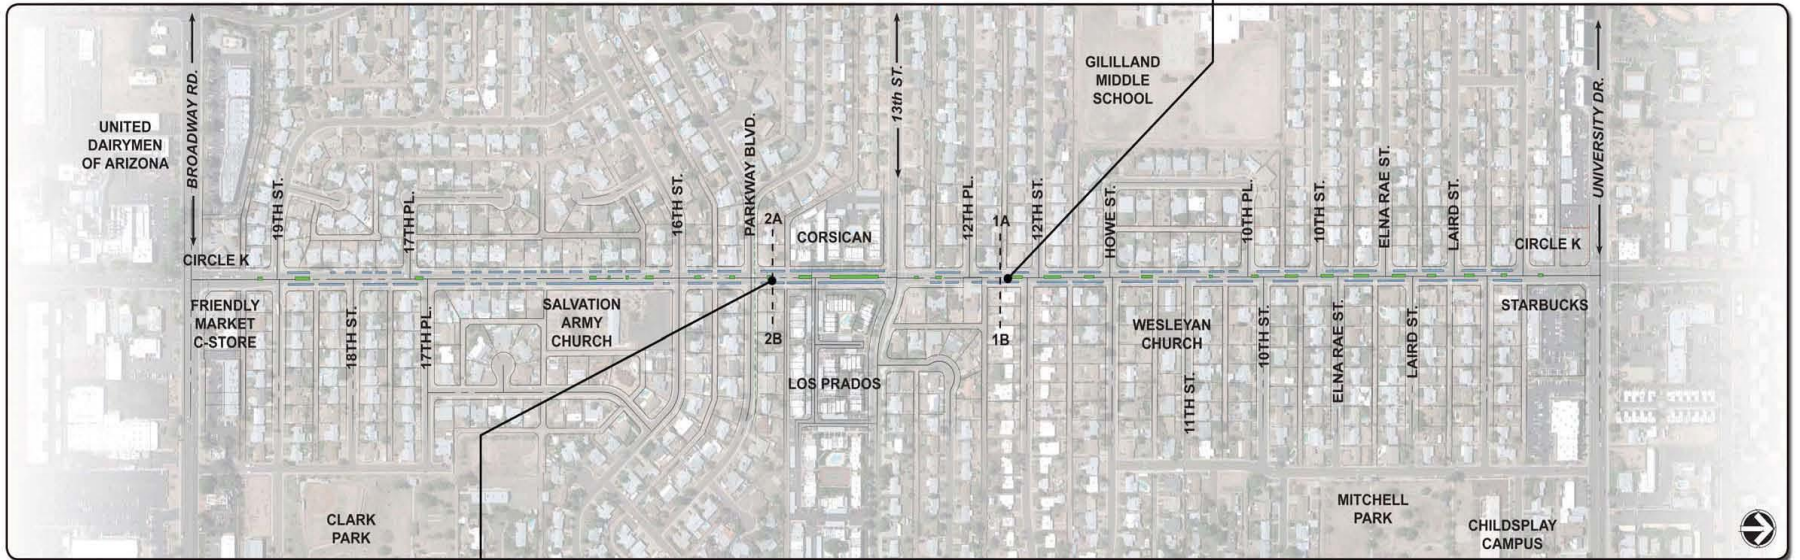 UNITED
DAIRYMEN
OF ARIZONA
BROADWAY RD.
19TH ST.
17TH PL.
16TH ST.
PARKWAY BLVD.
2A
CORSICAN
13th ST.
12TH PL.
1A
12TH ST.
GILILLAND
MIDDLE
SCHOOL
HOWE ST.
10TH PL.
10TH ST.
ELNA RAE ST.
LAIRD ST.
CIRCLE K
UNIVERSITY DR.
CIRCLE K
FRIENDLY
MARKET
C-STORE
18TH ST.
17TH PL.
SALVATION
ARMY
CHURCH
2B
LOS PRADOS
1B
WESLEYAN
CHURCH
11TH ST.
10TH ST.
ELNA RAE ST.
LAIRD ST.
STARBUCKS
CLARK
PARK
MITCHELL
PARK
CHILDSPLAY
CAMPUS